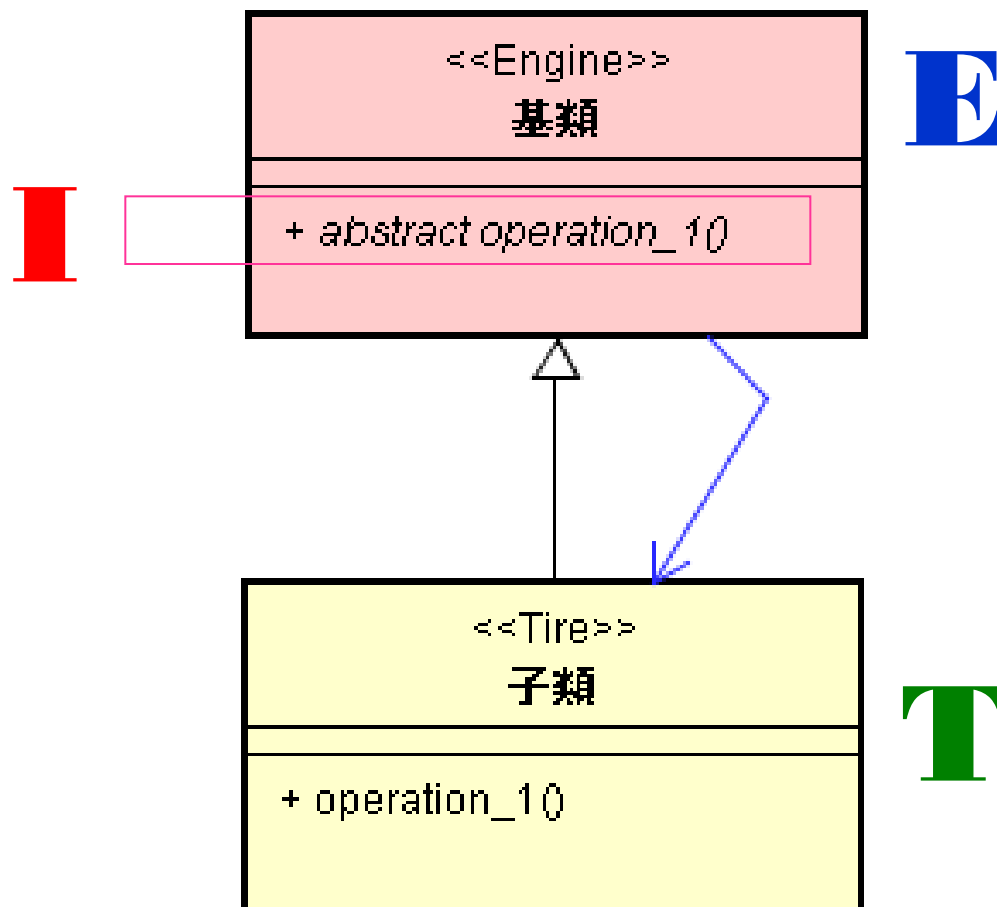 <<Engine>>
基類
E
I
+ abstract operation_1()
<<Tire>>
子類
T
+ operation_1()